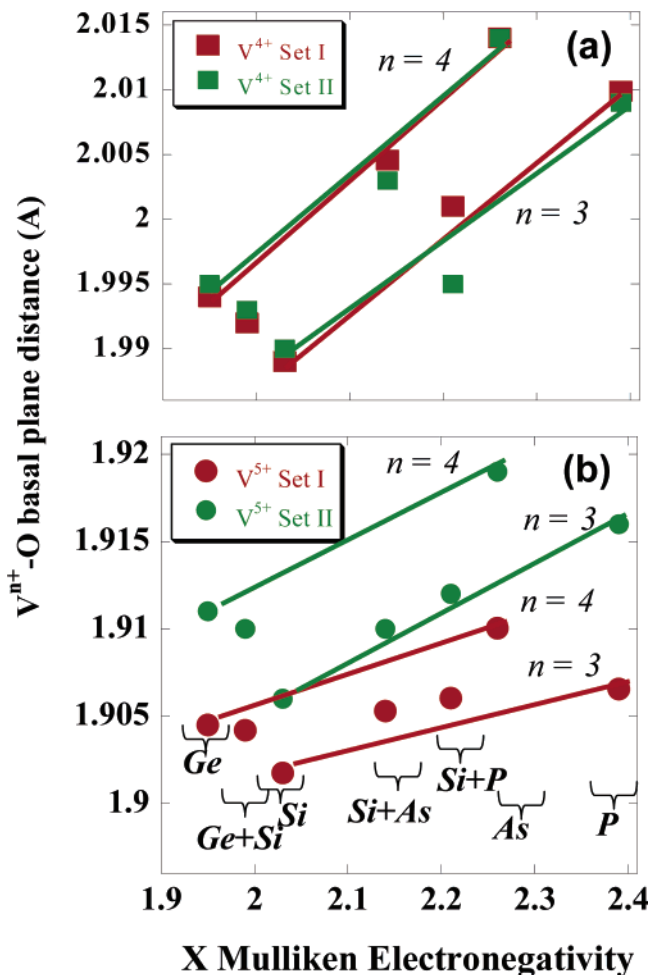 2.015
2.01
2.005
2
1.995
1.99
V⁴⁺ Set I
V⁴⁺ Set II
n = 4
(a)
n = 3
Vⁿ⁺-O basal plane distance (A)
1.92
1.915
1.91
1.905
1.9
V⁵⁺ Set I
V⁵⁺ Set II
n = 4
(b)
n = 3
n = 4
n = 3
Ge
Ge+Si
Si
Si+As
Si+P
As
P
1.9 2 2.1 2.2 2.3 2.4
X Mulliken Electronegativity